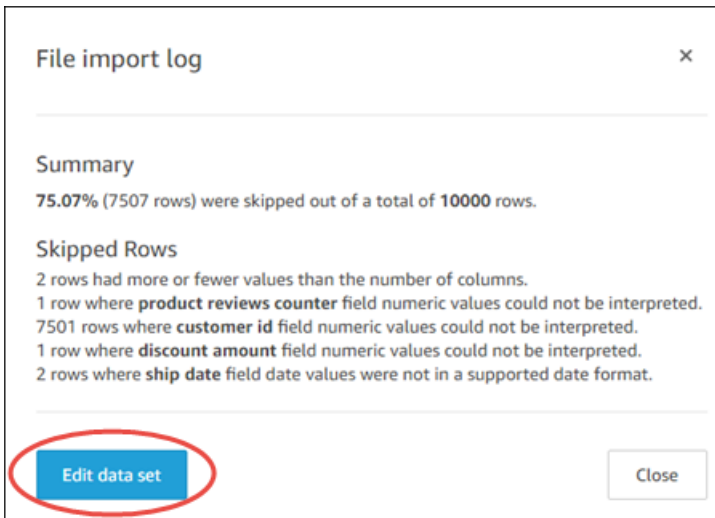 File import log
Summary
75.07% (7507 rows) were skipped out of a total of 10000 rows.
Skipped Rows
2 rows had more or fewer values than the number of columns.
1 row where product reviews counter field numeric values could not be interpreted.
7501 rows where customer id field numeric values could not be interpreted.
1 row where discount amount field numeric values could not be interpreted.
2 rows where ship date field date values were not in a supported date format.
Edit data set
Close